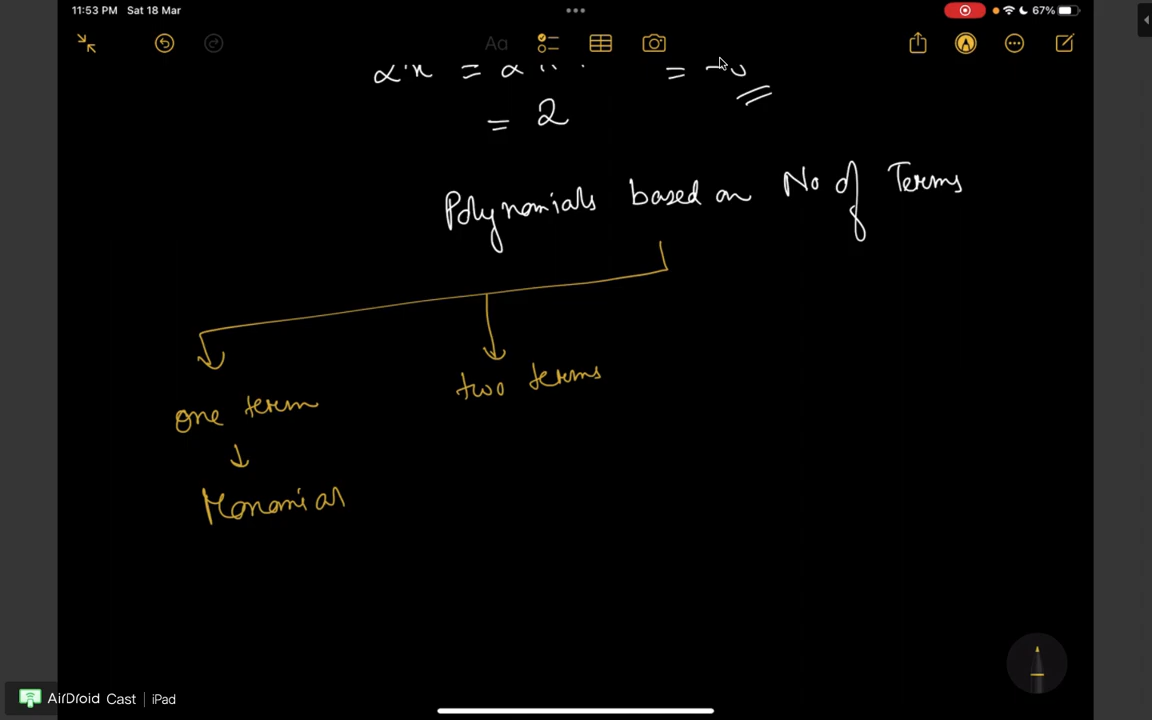 11:53 PM Sat 18 Mar
67%
Aa
= 2
Polynomials based on No of Terms
one term
two terms
Monomial
AirDroid Cast | iPad